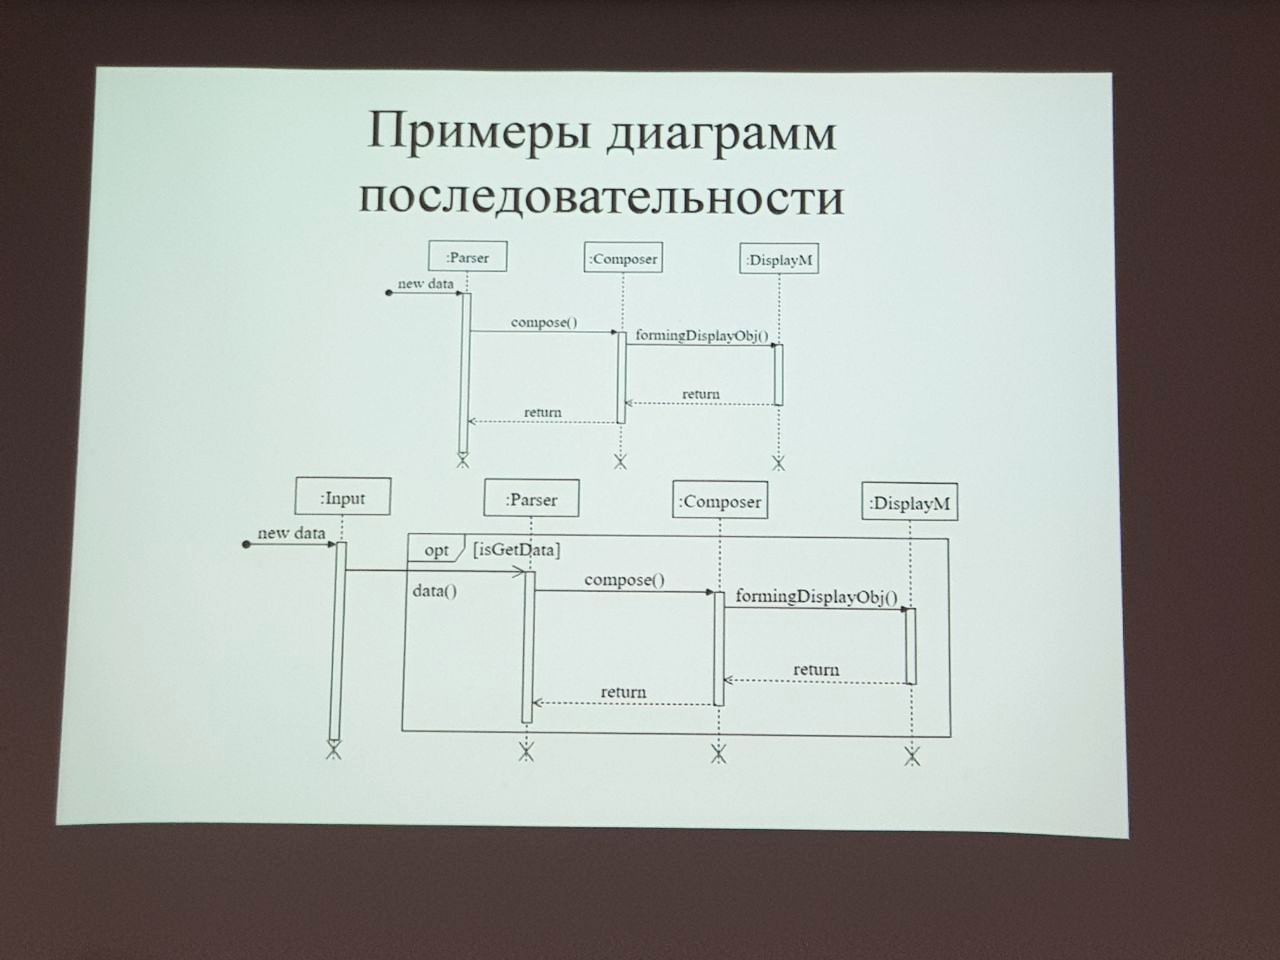 Примеры диаграмм
последовательности
:Parser :Composer :DisplayM
new data
compose()
formingDisplayObj()
return
return
:Input :Parser :Composer :DisplayM
new data
opt [isGetData]
data()
compose()
formingDisplayObj()
return
return